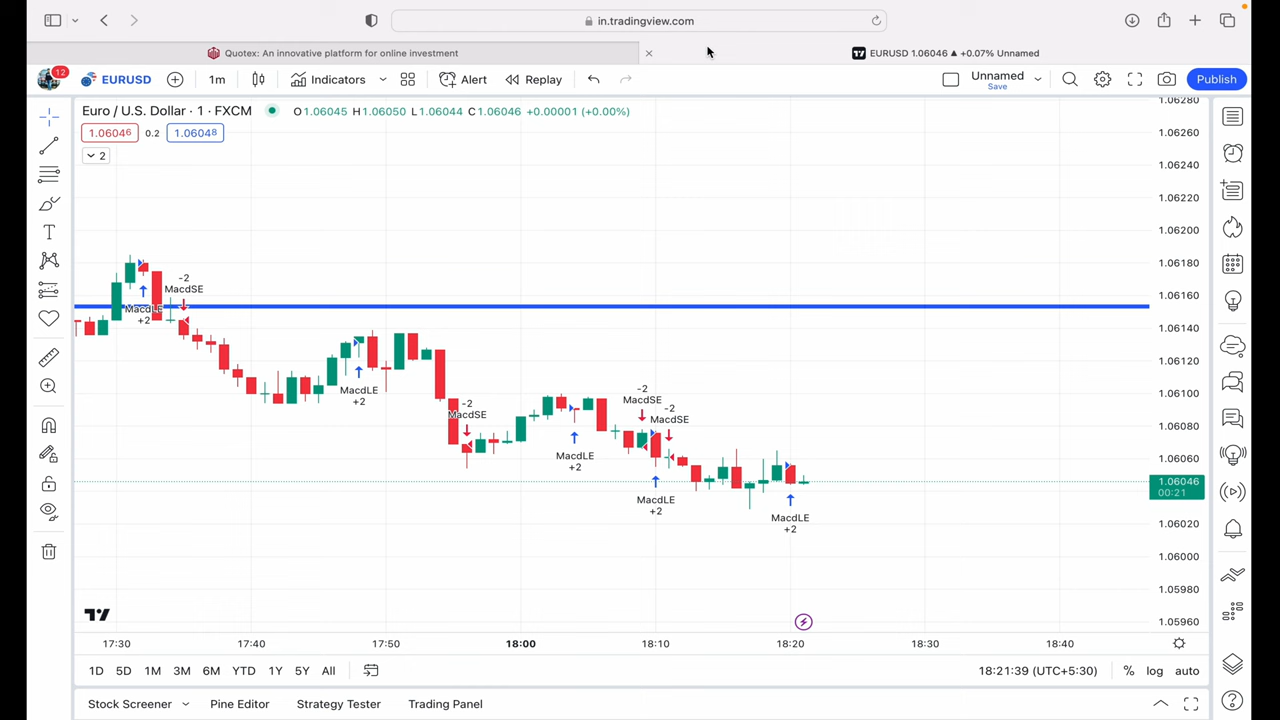 in.tradingview.com
Quotex: An innovative platform for online investment
EURUSD 1.06046 ▲ +0.07% Unnamed
12
EURUSD
1m
Indicators
Alert
Replay
Unnamed
Save
Publish
Euro / U.S. Dollar · 1 · FXCM
O1.06045 H1.06050 L1.06044 C1.06046 +0.00001 (+0.00%)
1.06046
0.2
1.06048
2
1.06280
1.06260
1.06240
1.06220
1.06200
1.06180
1.06160
1.06140
1.06120
1.06100
1.06080
1.06060
1.06046
00:21
1.06020
1.06000
1.05980
1.05960
-2
MacdSE
MacdLE
+2
MacdLE
+2
-2
MacdSE
MacdLE
+2
-2
MacdSE
-2
MacdSE
MacdLE
+2
MacdLE
+2
17:30
17:40
17:50
18:00
18:10
18:20
18:30
18:40
1D 5D 1M 3M 6M YTD 1Y 5Y All
18:21:39 (UTC+5:30)
% log auto
Stock Screener
Pine Editor
Strategy Tester
Trading Panel